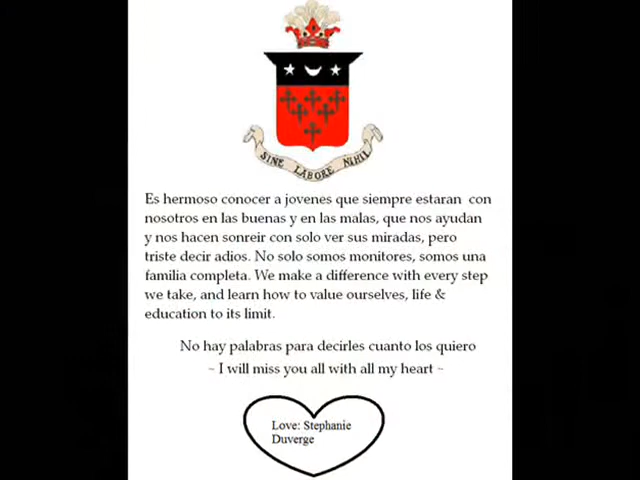 SINE LABORE NIHIL
Es hermoso conocer a jovenes que siempre estaran con
nosotros en las buenas y en las malas, que nos ayudan
y nos hacen sonreir con solo ver sus miradas, pero
triste decir adios. No solo somos monitores, somos una
familia completa. We make a difference with every step
we take, and learn how to value ourselves, life &
education to its limit.
No hay palabras para decirles cuanto los quiero
~ I will miss you all with all my heart ~
Love: Stephanie
Duverge